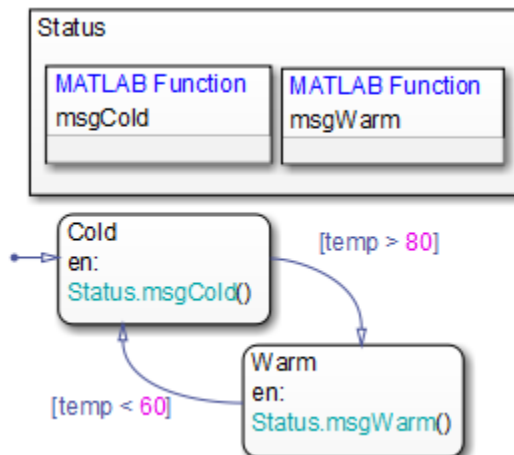 Status
MATLAB Function
msgCold
MATLAB Function
msgWarm
Cold
en:
Status.msgCold()
[temp > 80]
Warm
en:
Status.msgWarm()
[temp < 60]